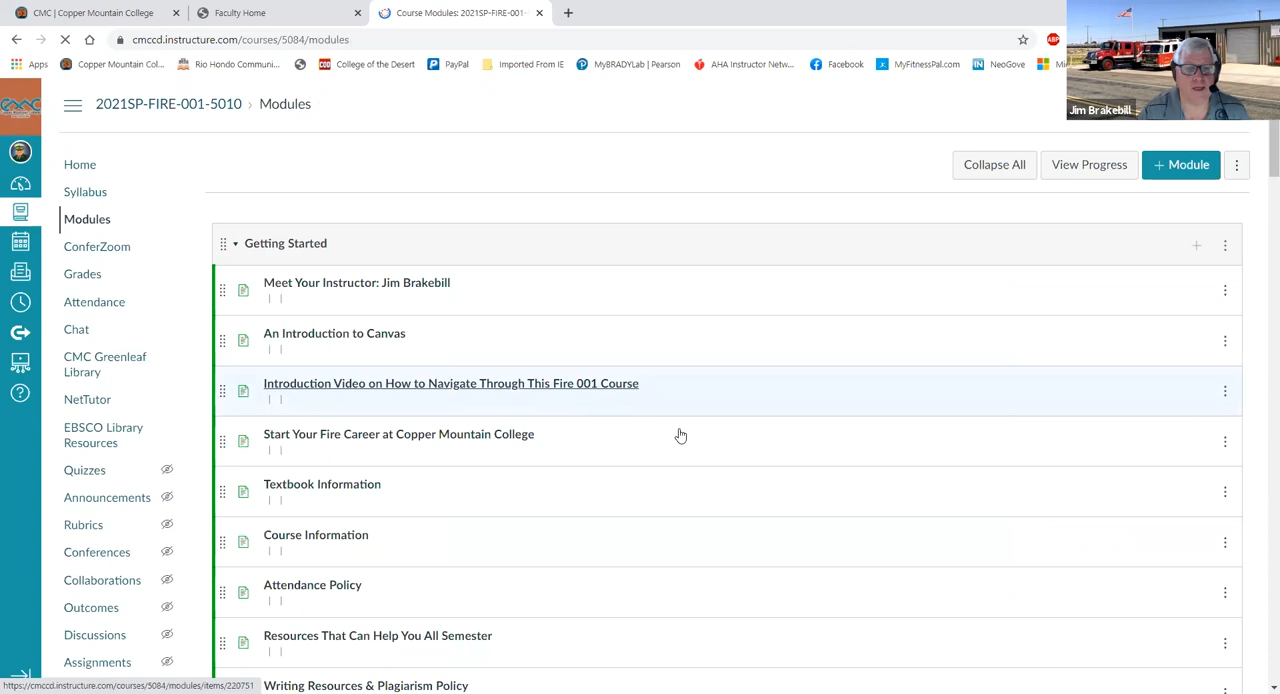 CMC | Copper Mountain College
Faculty Home
Course Modules: 2021SP-FIRE-001-
cmccd.instructure.com/courses/5084/modules
ABP
Apps
Copper Mountain Col...
Rio Hondo Communi...
COD
College of the Desert
PayPal
Imported From IE
MyBRADYLab | Pearson
AHA Instructor Netw...
Facebook
MyFitnessPal.com
IN
NeoGov
Jim Brakebill
CMC
2021SP-FIRE-001-5010 › Modules
Home
Syllabus
Modules
ConferZoom
Grades
Attendance
Chat
CMC Greenleaf
Library
NetTutor
EBSCO Library
Resources
Quizzes
Announcements
Rubrics
Conferences
Collaborations
Outcomes
Discussions
Assignments
Collapse All
View Progress
+ Module
Getting Started
Meet Your Instructor: Jim Brakebill
An Introduction to Canvas
Introduction Video on How to Navigate Through This Fire 001 Course
Start Your Fire Career at Copper Mountain College
Textbook Information
Course Information
Attendance Policy
Resources That Can Help You All Semester
Writing Resources & Plagiarism Policy
https://cmccd.instructure.com/courses/5084/modules/items/220751